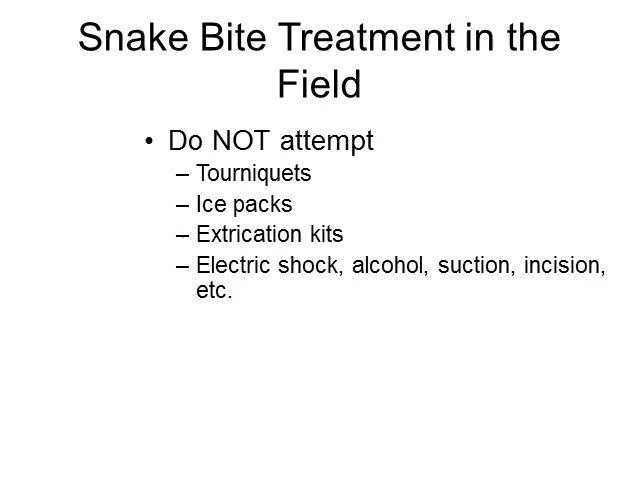 Snake Bite Treatment in the
Field
• Do NOT attempt
– Tourniquets
– Ice packs
– Extrication kits
– Electric shock, alcohol, suction, incision,
etc.